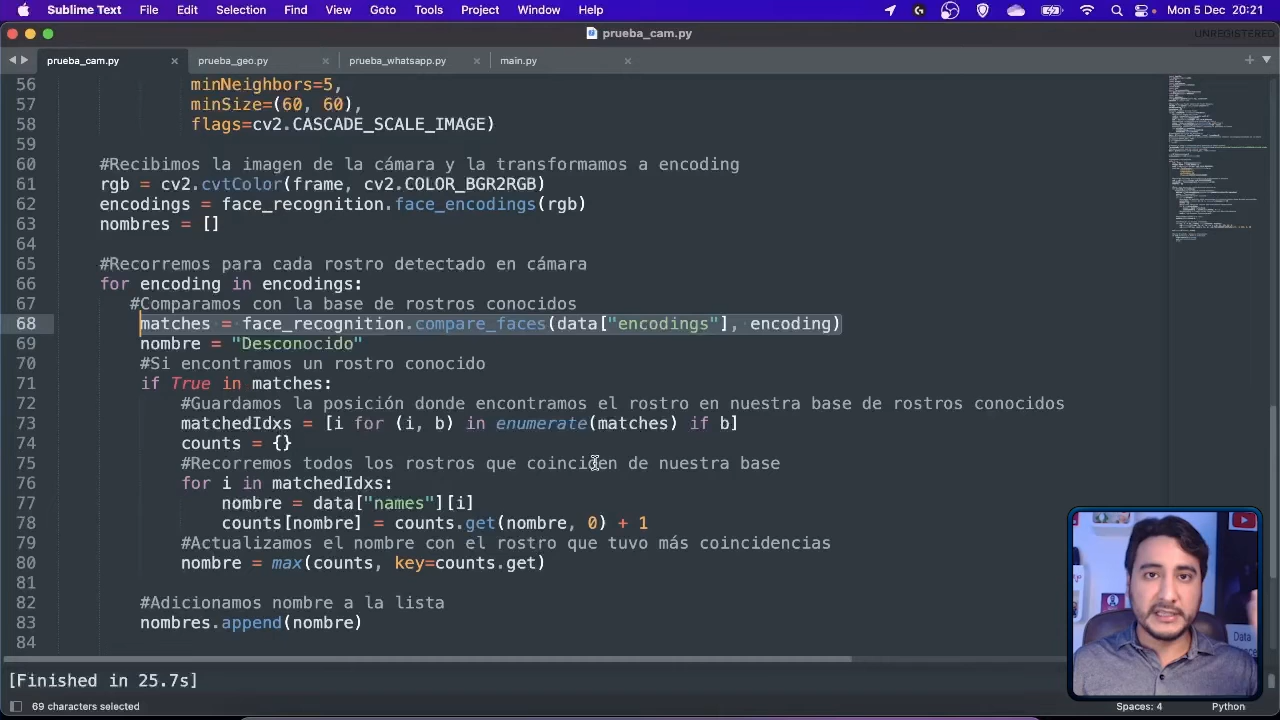 Sublime Text File Edit Selection Find View Goto Tools Project Window Help Mon 5 Dec 20:21
prueba_cam.py UNREGISTERED
prueba_cam.py prueba_geo.py prueba_whatsapp.py main.py
56 minNeighbors=5,
57 minSize=(60, 60),
58 flags=cv2.CASCADE_SCALE_IMAGE)
59
60 #Recibimos la imagen de la cámara y la transformamos a encoding
61 rgb = cv2.cvtColor(frame, cv2.COLOR_BGR2RGB)
62 encodings = face_recognition.face_encodings(rgb)
63 nombres = []
64
65 #Recorremos para cada rostro detectado en cámara
66 for encoding in encodings:
67 #Comparamos con la base de rostros conocidos
68 matches = face_recognition.compare_faces(data["encodings"], encoding)
69 nombre = "Desconocido"
70 #Si encontramos un rostro conocido
71 if True in matches:
72 #Guardamos la posición donde encontramos el rostro en nuestra base de rostros conocidos
73 matchedIdxs = [i for (i, b) in enumerate(matches) if b]
74 counts = {}
75 #Recorremos todos los rostros que coinciden de nuestra base
76 for i in matchedIdxs:
77 nombre = data["names"][i]
78 counts[nombre] = counts.get(nombre, 0) + 1
79 #Actualizamos el nombre con el rostro que tuvo más coincidencias
80 nombre = max(counts, key=counts.get)
81
82 #Adicionamos nombre a la lista
83 nombres.append(nombre)
84
[Finished in 25.7s]
69 characters selected Spaces: 4 Python
Data